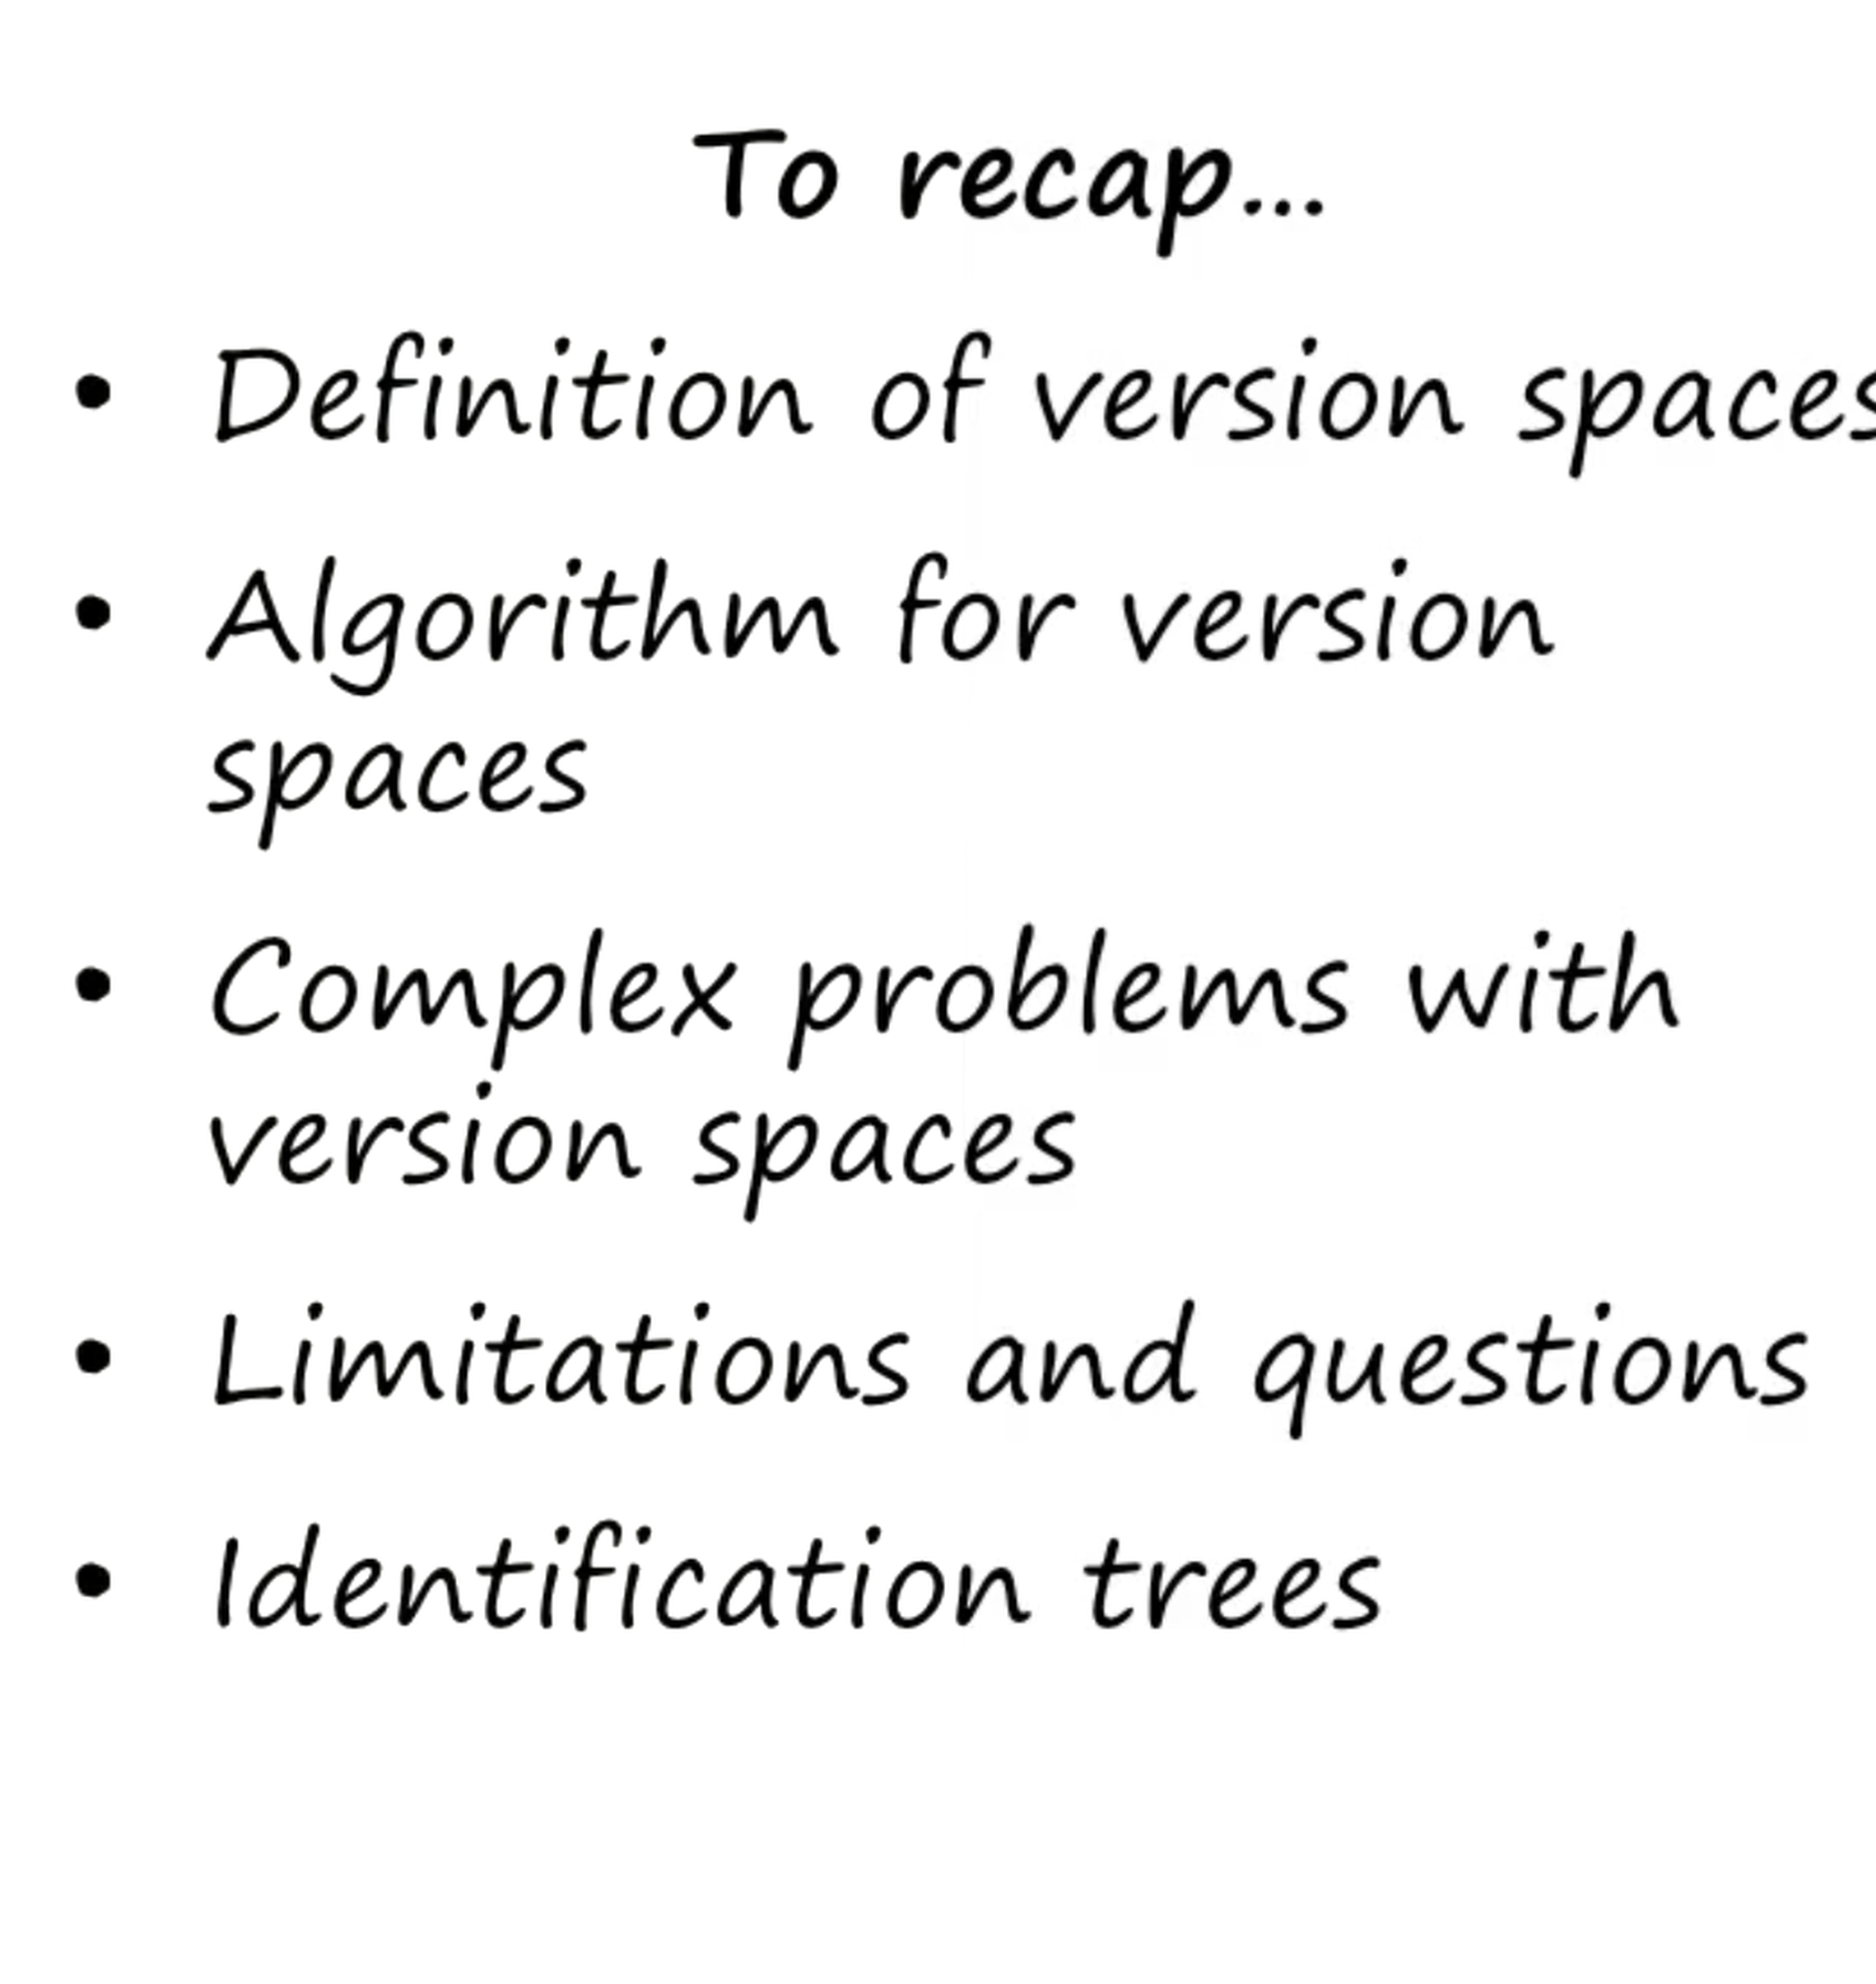 To recap...
• Definition of version spaces
• Algorithm for version
spaces
• Complex problems with
version spaces
• Limitations and questions
• Identification trees